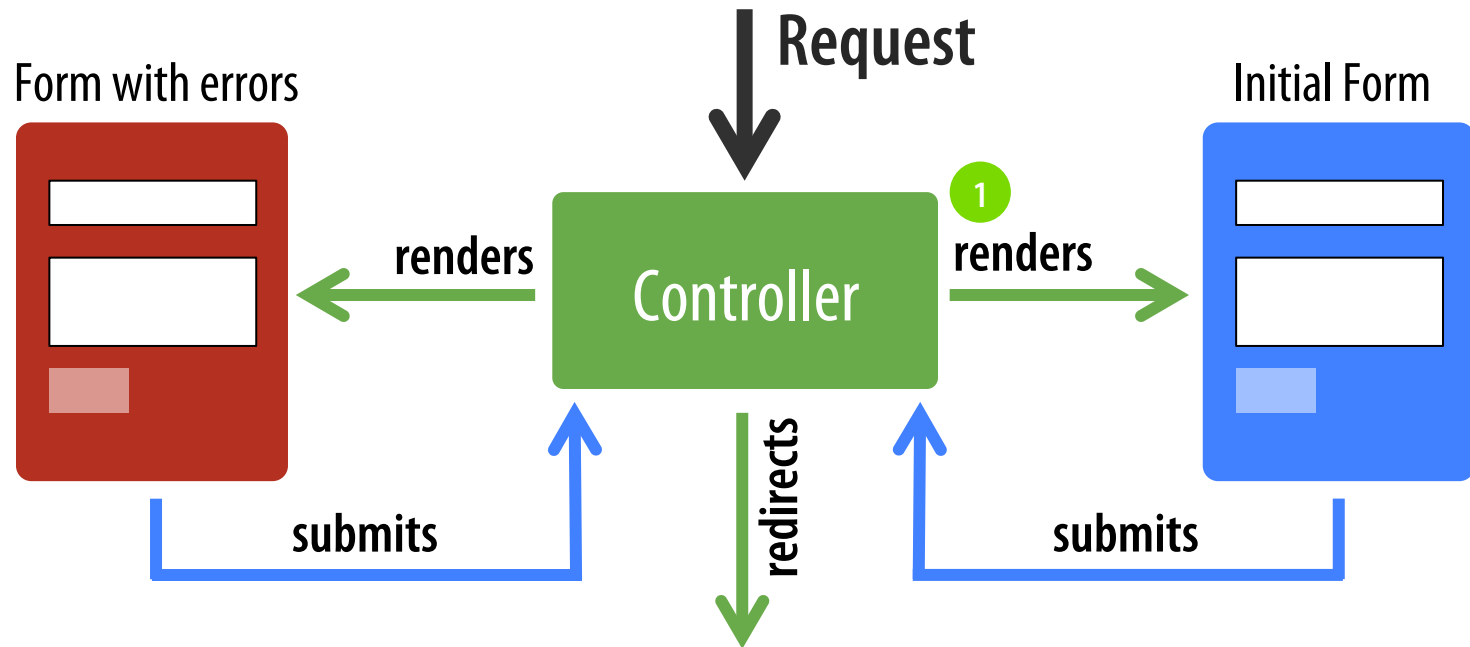 Request
Form with errors
Initial Form
1
renders
renders
Controller
redirects
submits
submits